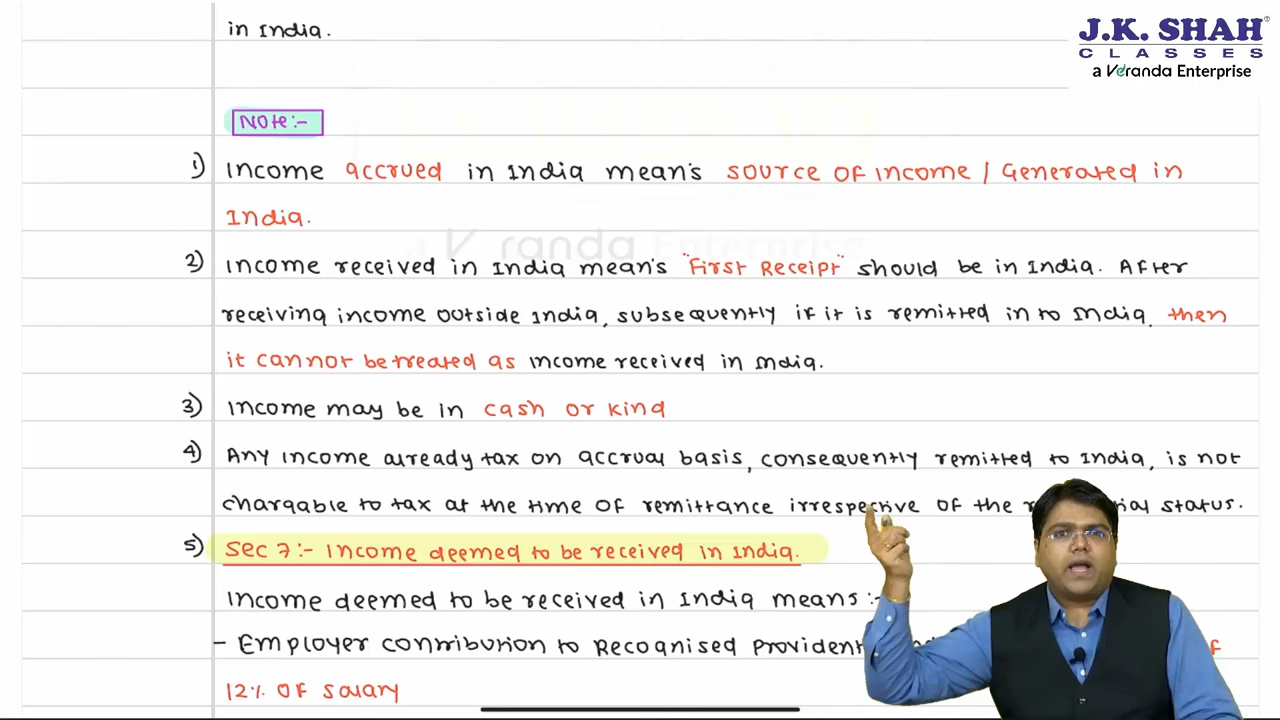 in India.
J.K. SHAH
CLASSES
a Veranda Enterprise
Note:-
1) Income accrued in India mean's source of income / Generated in
India.
a V randa Enterprise
2) Income received in India mean's "First Receipt" should be in India. After
receiving income outside India, subsequently if it is remitted in to India, then
it cannot be treated as income received in India.
3) Income may be in cash or kind
4) Any income already tax on accrual basis, consequently remitted to India, is not
chargable to tax at the time of remittance irrespective of the status.
5) Sec 7:- Income deemed to be received in India.
Income deemed to be received in India means:-
- Employer contribution to Recognised Provident
12% of salary